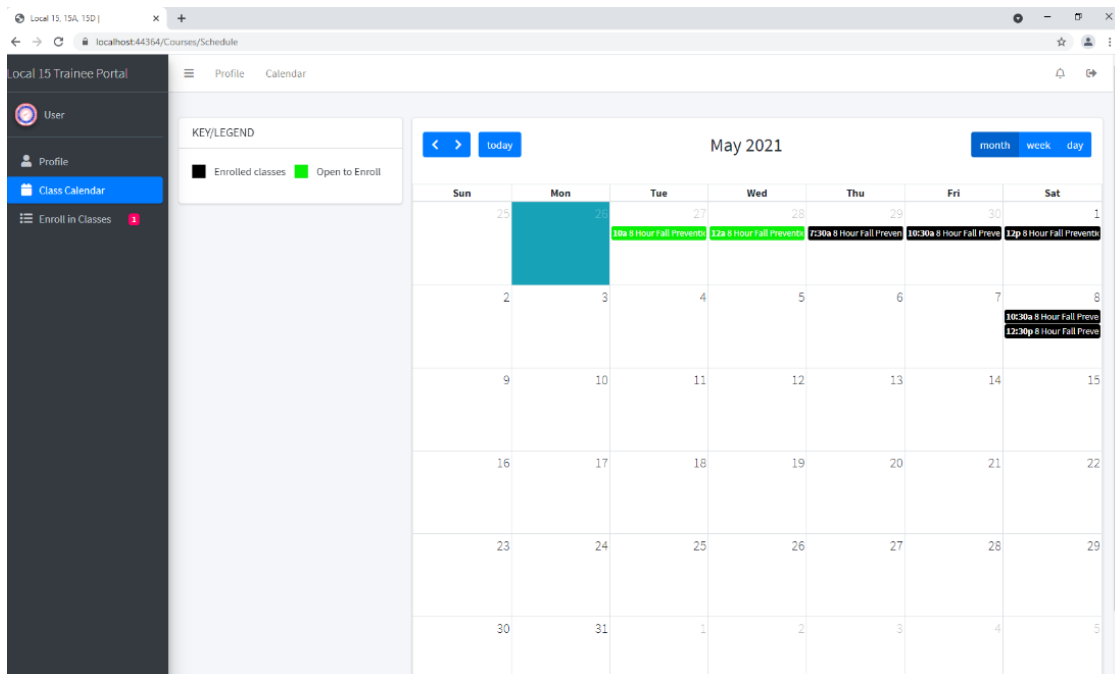 Local 15, 15A, 15D |
localhost:44364/Courses/Schedule
Local 15 Trainee Portal
Profile Calendar
User
Profile
Class Calendar
Enroll in Classes 1
KEY/LEGEND
Enrolled classes Open to Enroll
today
May 2021
month week day
Sun Mon Tue Wed Thu Fri Sat
25 26 27 28 29 30 1
10a 8 Hour Fall Preventic 12a 8 Hour Fall Preventic 7:30a 8 Hour Fall Preven 10:30a 8 Hour Fall Preve 12p 8 Hour Fall Preventic
2 3 4 5 6 7 8
10:30a 8 Hour Fall Preve
12:30p 8 Hour Fall Preve
9 10 11 12 13 14 15
16 17 18 19 20 21 22
23 24 25 26 27 28 29
30 31 1 2 3 4 5